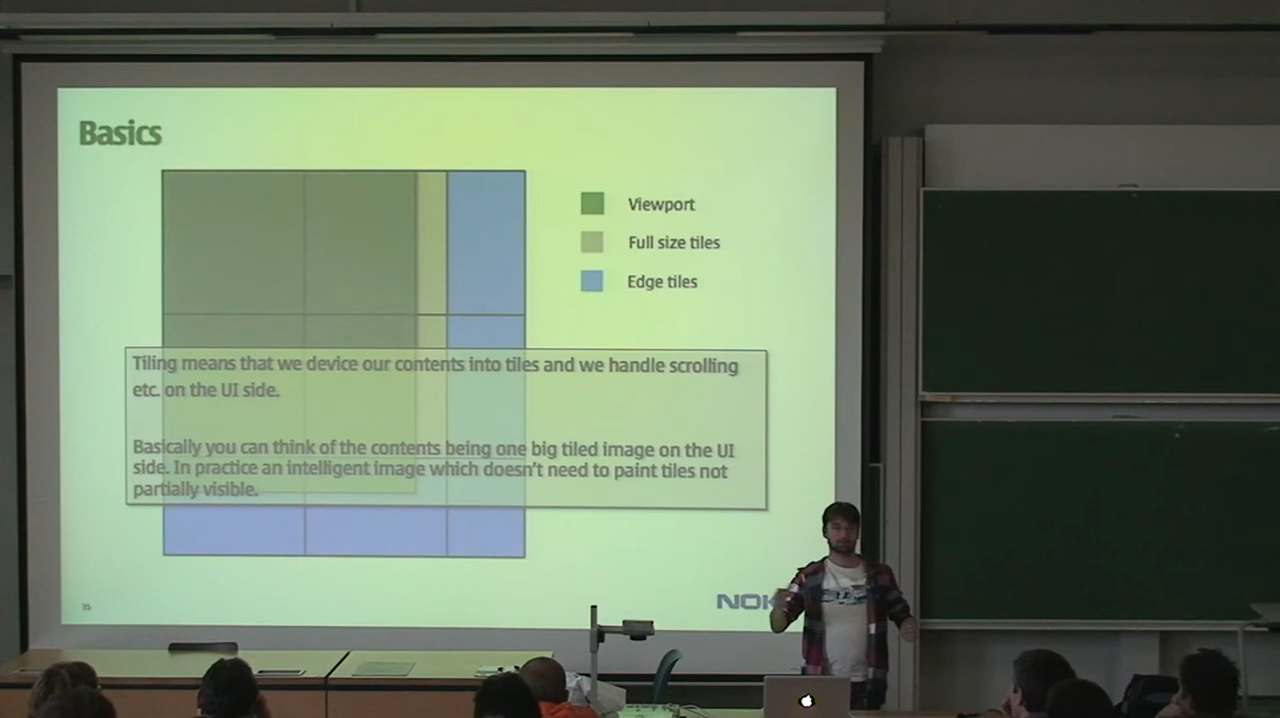 Basics
Viewport
Full size tiles
Edge tiles
Tiling means that we device our contents into tiles and we handle scrolling
etc. on the UI side.
Basically you can think of the contents being one big tiled image on the UI
side. In practice an intelligent image which doesn't need to paint tiles not
partially visible.
35
NOK